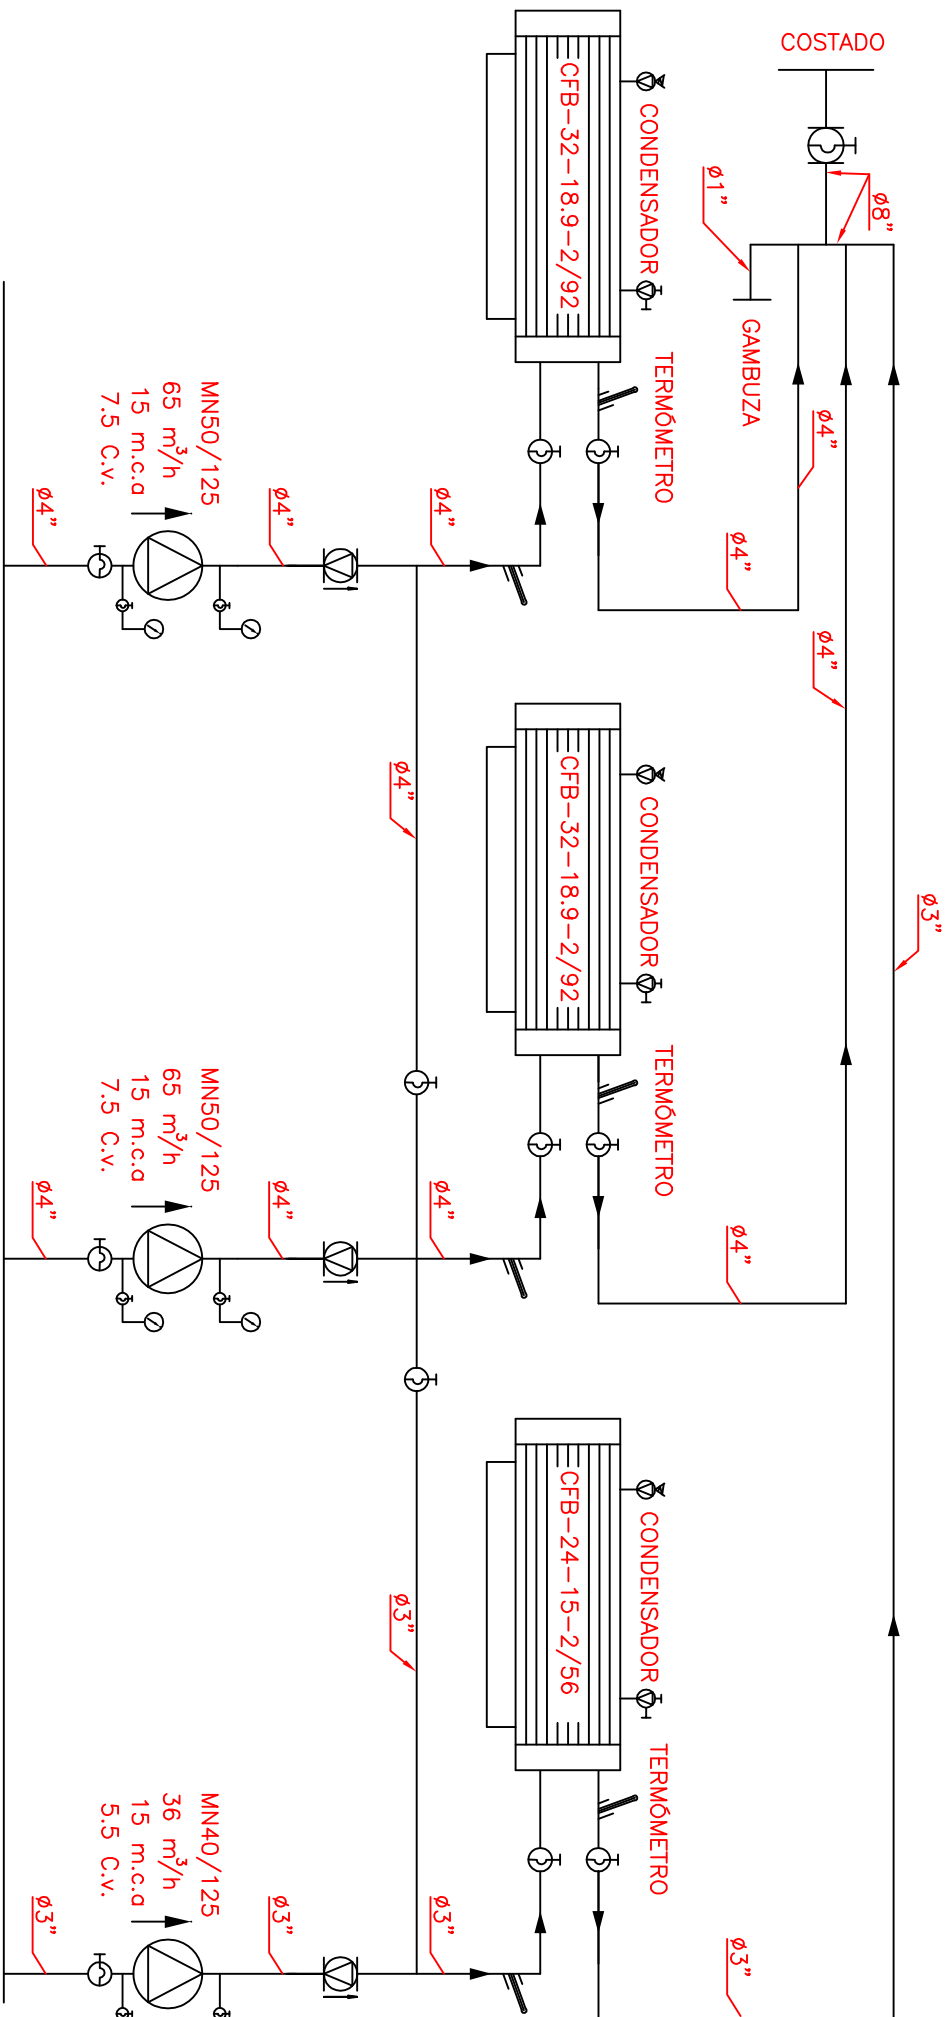 COSTADO
ø8"
ø1"
GAMBUZA
ø4"
ø4"
ø3"
CONDENSADOR
CFB-32-18.9-2/92
TERMÓMETRO
ø4"
CONDENSADOR
CFB-32-18.9-2/92
TERMÓMETRO
ø4"
CONDENSADOR
CFB-24-15-2/56
TERMÓMETRO
ø3"
ø4"
ø4"
ø4"
ø3"
ø3"
ø4"
MN50/125
65 m³/h
15 m.c.a
7.5 C.v.
ø4"
ø4"
MN50/125
65 m³/h
15 m.c.a
7.5 C.v.
ø4"
ø3"
MN40/125
36 m³/h
15 m.c.a
5.5 C.v.
ø3"